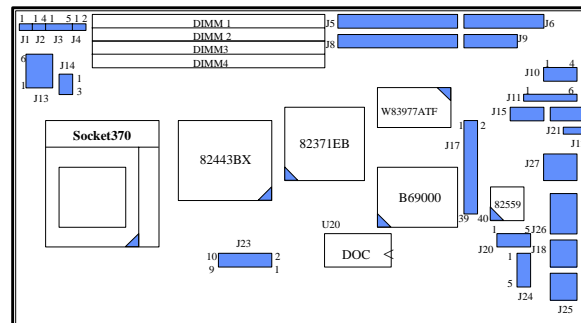 1 1 4 1 5 1 2
J1 J2 J3 J4
DIMM 1
DIMM 2
DIMM3
DIMM4
J5
J6
J8
J9
6
J14
1
1
3
J13
J10
1 4
J11
1 6
J15
J21
J1
W83977ATF
Socket370
82443BX
82371EB
1 2
J17
J27
B69000
39 40
82559
U20
DOC
J23
10 2
9 1
1 5
J20
J26
J18
1
5
J24
J25